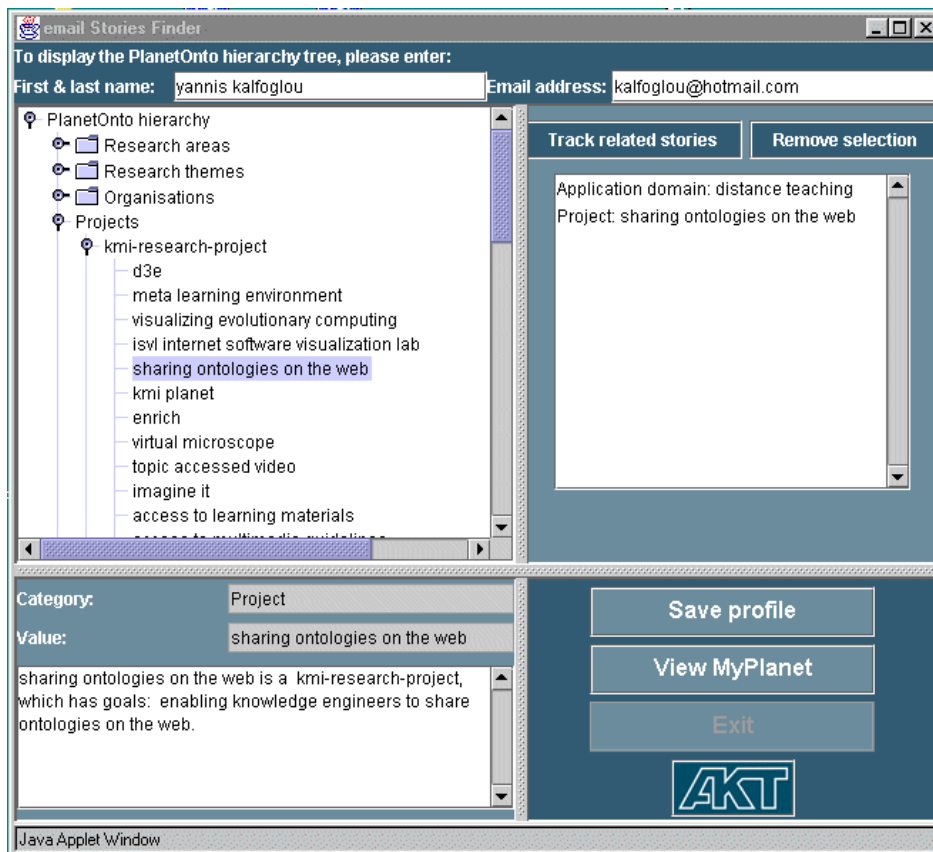 email Stories Finder
To display the PlanetOnto hierarchy tree, please enter:
First & last name: yannis kalfoglou Email address: kalfoglou@hotmail.com
PlanetOnto hierarchy
Research areas
Research themes
Organisations
Projects
kmi-research-project
d3e
meta learning environment
visualizing evolutionary computing
isvl internet software visualization lab
sharing ontologies on the web
kmi planet
enrich
virtual microscope
topic accessed video
imagine it
access to learning materials
access to multimedia guidelines
Track related stories Remove selection
Application domain: distance teaching
Project: sharing ontologies on the web
Category: Project
Value: sharing ontologies on the web
sharing ontologies on the web is a kmi-research-project,
which has goals: enabling knowledge engineers to share
ontologies on the web.
Save profile
View MyPlanet
Exit
AKT
Java Applet Window